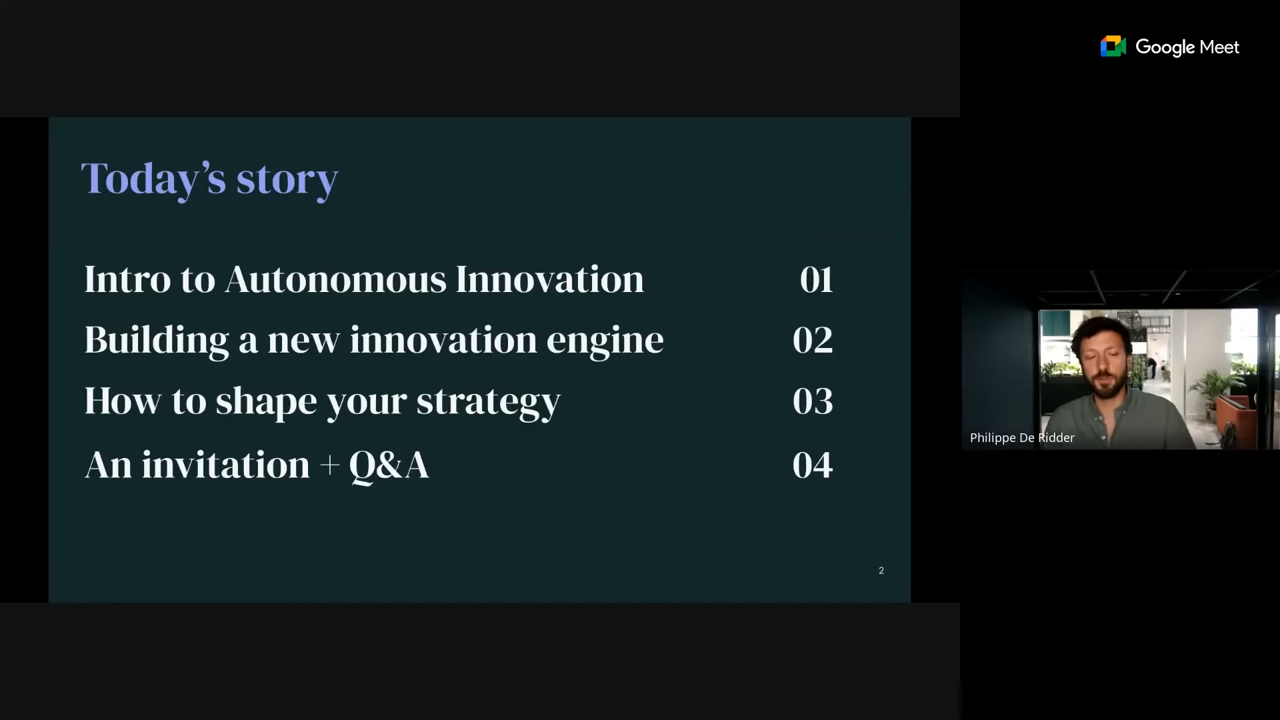 Google Meet
Today's story
Intro to Autonomous Innovation 01
Building a new innovation engine 02
How to shape your strategy 03
An invitation + Q&A 04
2
Philippe De Ridder